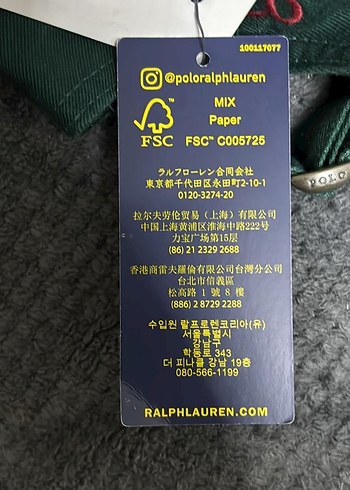 100117077
@poloralphlauren
MIX
Paper
FSC™ C005725
FSC™
ラルフローレン合同会社
東京都千代田区永田町2-10-1
0120-3274-20
拉尔夫劳伦贸易（上海）有限公司
中国上海黄浦区淮海中路222号
力宝广场第15层
(86) 21 2329 2688
香港商雷夫羅倫有限公司台灣分公司
台北市信義區
松高路 1 號 8 樓
(886) 2 8729 2288
수입원 랄프로렌코리아(유)
서울특별시
강남구
학동로 343
더 피나클 강남 19층
080-566-1199
RALPHLAUREN.COM
POLO